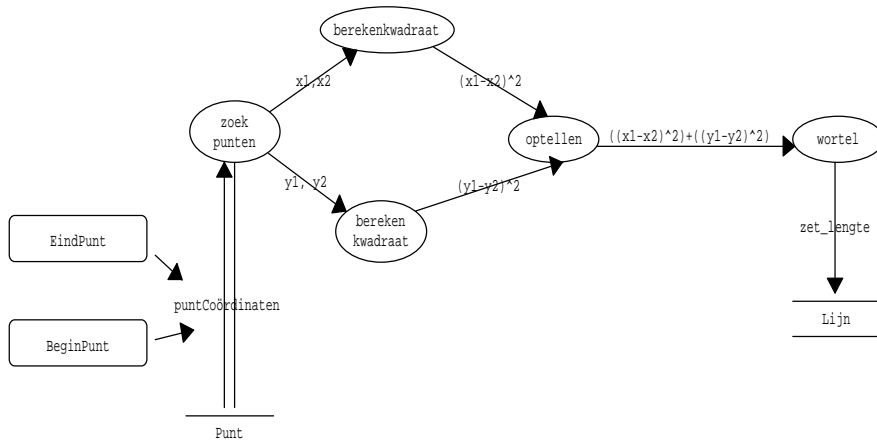 berekenkwadraat
x1,x2
(x1-x2)^2
zoek
punten
optellen
((x1-x2)^2)+((y1-y2)^2)
wortel
y1, y2
(y1-y2)^2
bereken
kwadraat
EindPunt
zet_lengte
puntCoördinaten
Lijn
BeginPunt
Punt